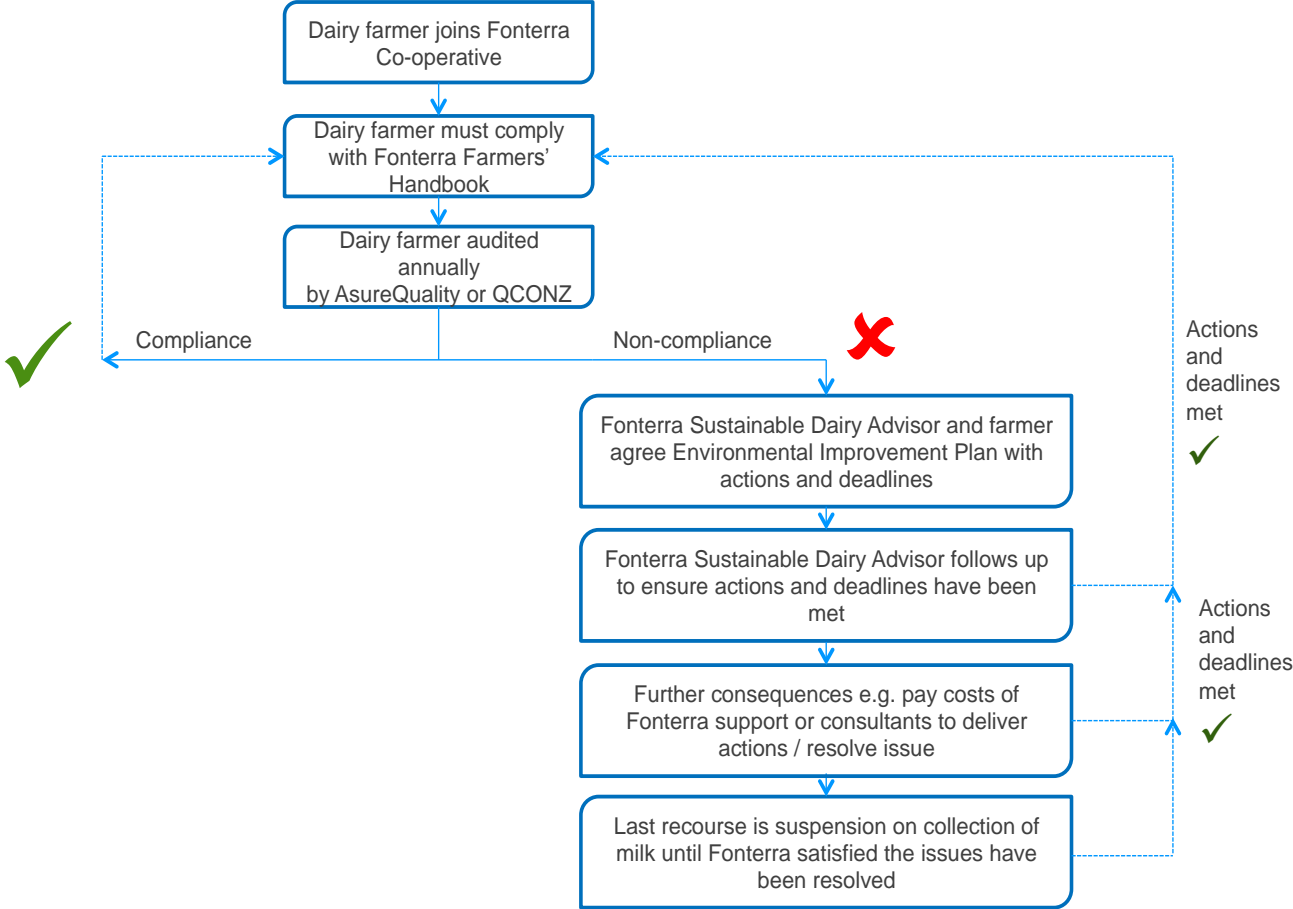 Dairy farmer joins Fonterra
Co-operative
Dairy farmer must comply
with Fonterra Farmers’
Handbook
Dairy farmer audited
annually
by AsureQuality or QCONZ
Compliance
Non-compliance
Actions
and
deadlines
met
Fonterra Sustainable Dairy Advisor and farmer
agree Environmental Improvement Plan with
actions and deadlines
Fonterra Sustainable Dairy Advisor follows up
to ensure actions and deadlines have been
met
Actions
and
deadlines
met
Further consequences e.g. pay costs of
Fonterra support or consultants to deliver
actions / resolve issue
Last recourse is suspension on collection of
milk until Fonterra satisfied the issues have
been resolved